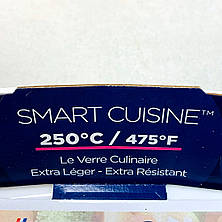 SMART CUISINE™
250°C / 475°F
Le Verre Culinaire
Extra Léger - Extra Résistant